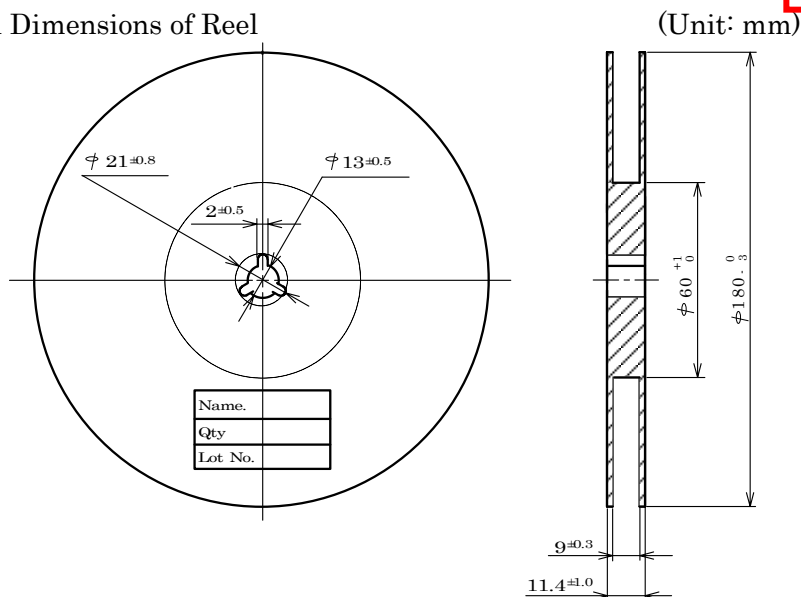 Dimensions of Reel
(Unit: mm)
φ 21±0.8
φ 13±0.5
2±0.5
φ 60 +1 0
φ 180 0 -3
Name.
Qty
Lot No.
9±0.3
11.4±1.0